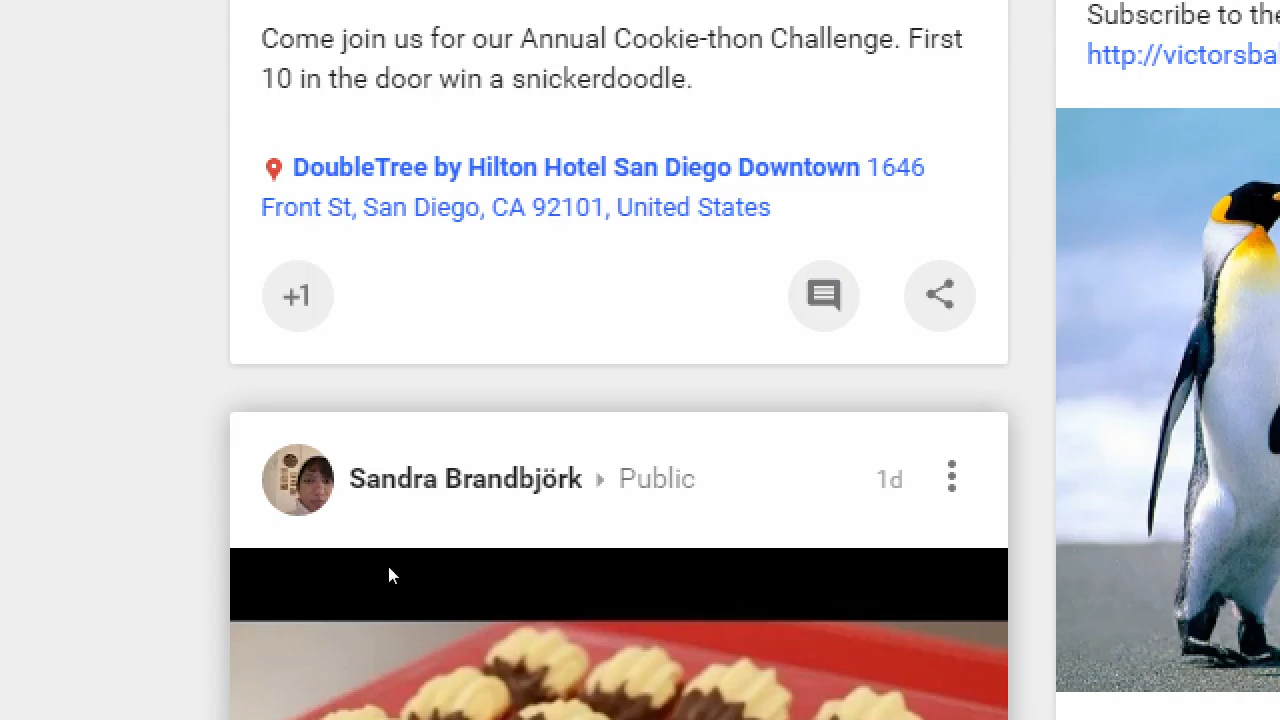 Come join us for our Annual Cookie-thon Challenge. First
10 in the door win a snickerdoodle.
DoubleTree by Hilton Hotel San Diego Downtown 1646
Front St, San Diego, CA 92101, United States
+1
Sandra Brandbjörk Public 1d
Subscribe to the
http://victorsba